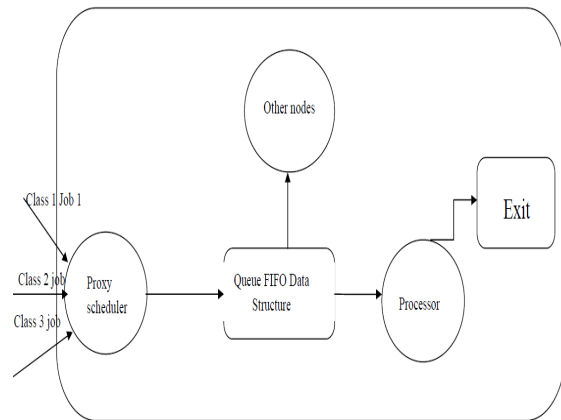 Other nodes
Class 1 Job 1
Exit
Class 2 job
Proxy
scheduler
Queue FIFO Data
Structure
Processor
Class 3 job